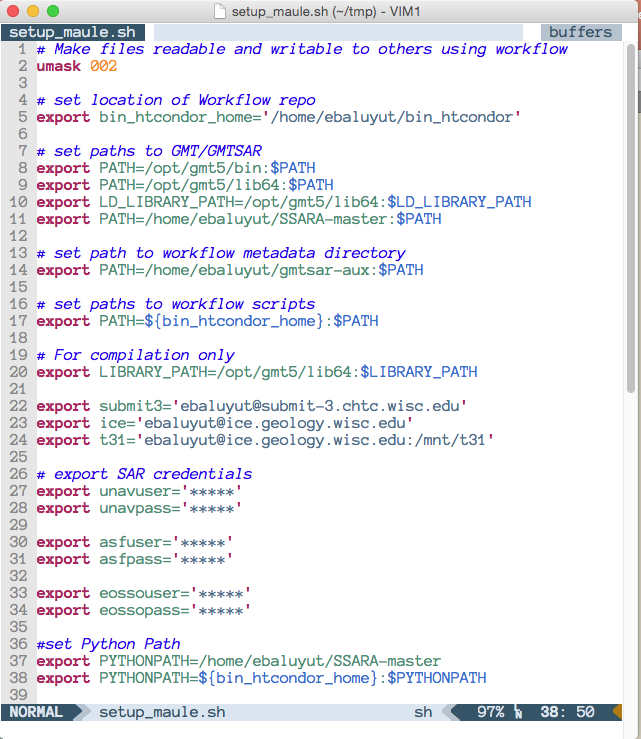 setup_maule.sh (~/tmp) - VIM1
setup_maule.sh buffers
1 # Make files readable and writable to others using workflow
2 umask 002
3
4 # set location of Workflow repo
5 export bin_htcondor_home='/home/ebaluyut/bin_htcondor'
6
7 # set paths to GMT/GMTSAR
8 export PATH=/opt/gmt5/bin:$PATH
9 export PATH=/opt/gmt5/lib64:$PATH
10 export LD_LIBRARY_PATH=/opt/gmt5/lib64:$LD_LIBRARY_PATH
11 export PATH=/home/ebaluyut/SSARA-master:$PATH
12
13 # set path to workflow metadata directory
14 export PATH=/home/ebaluyut/gmtsar-aux:$PATH
15
16 # set paths to workflow scripts
17 export PATH=${bin_htcondor_home}:$PATH
18
19 # For compilation only
20 export LIBRARY_PATH=/opt/gmt5/lib64:$LIBRARY_PATH
21
22 export submit3='ebaluyut@submit-3.chtc.wisc.edu'
23 export ice='ebaluyut@ice.geology.wisc.edu'
24 export t31='ebaluyut@ice.geology.wisc.edu:/mnt/t31'
25
26 # export SAR credentials
27 export unavuser='*****'
28 export unavpass='*****'
29
30 export asfuser='*****'
31 export asfpass='*****'
32
33 export eossouser='*****'
34 export eossopass='*****'
35
36 #set Python Path
37 export PYTHONPATH=/home/ebaluyut/SSARA-master
38 export PYTHONPATH=${bin_htcondor_home}:$PYTHONPATH
39
NORMAL setup_maule.sh sh 97% 38: 50